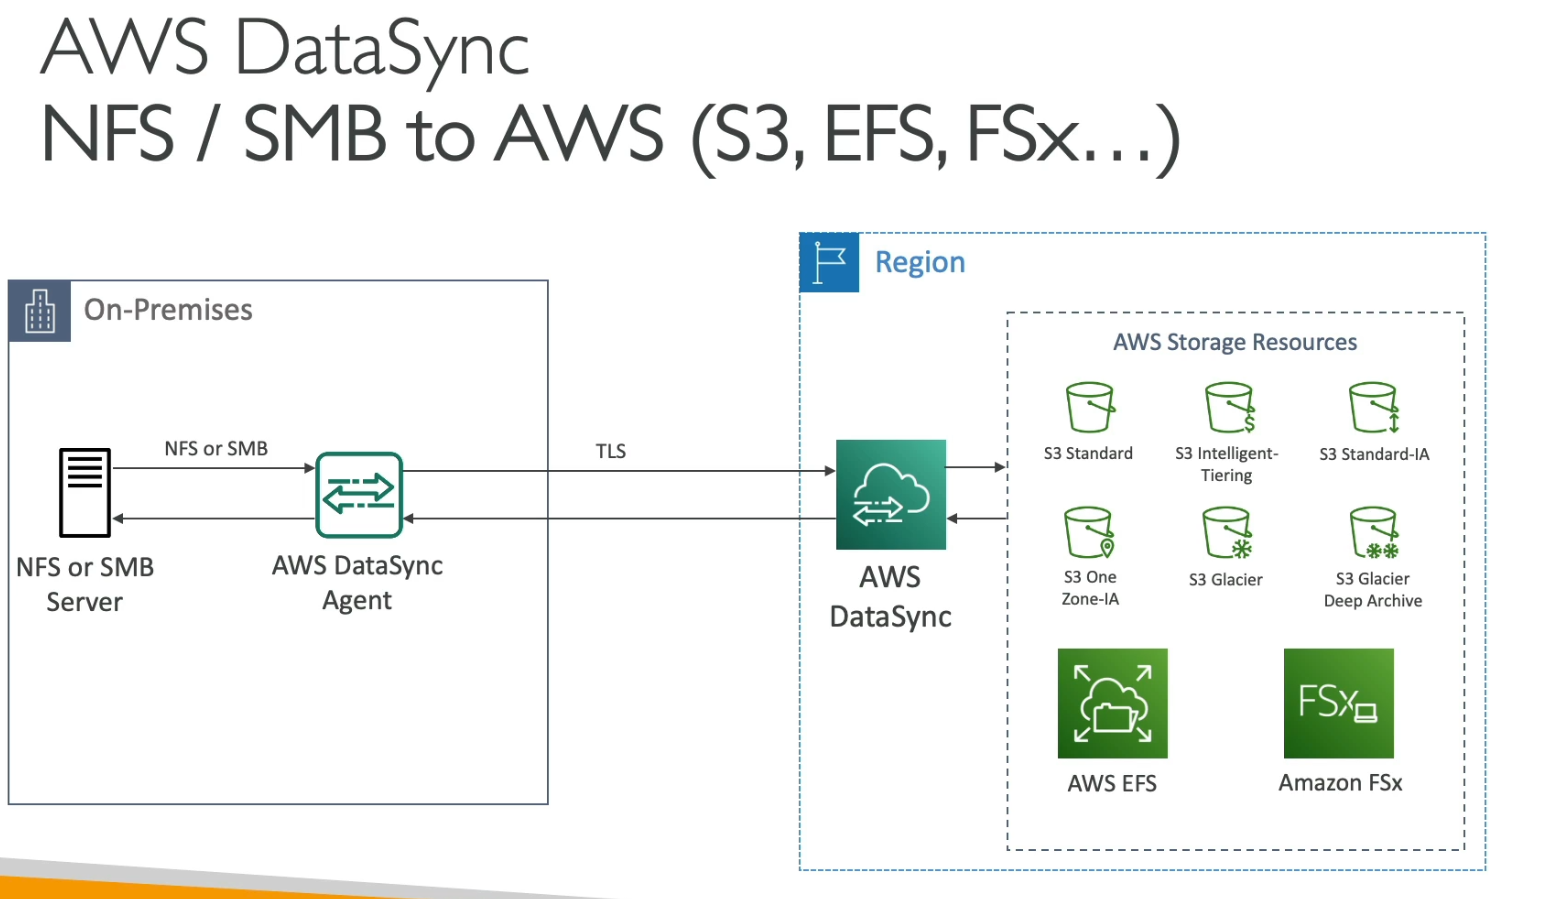 AWS DataSync
NFS / SMB to AWS (S3, EFS, FSx…)
On-Premises
NFS or SMB
NFS or SMB
Server
AWS DataSync
Agent
TLS
Region
AWS
DataSync
AWS Storage Resources
S3 Standard
S3 Intelligent-
Tiering
S3 Standard-IA
S3 One
Zone-IA
S3 Glacier
S3 Glacier
Deep Archive
FSx
AWS EFS
Amazon FSx